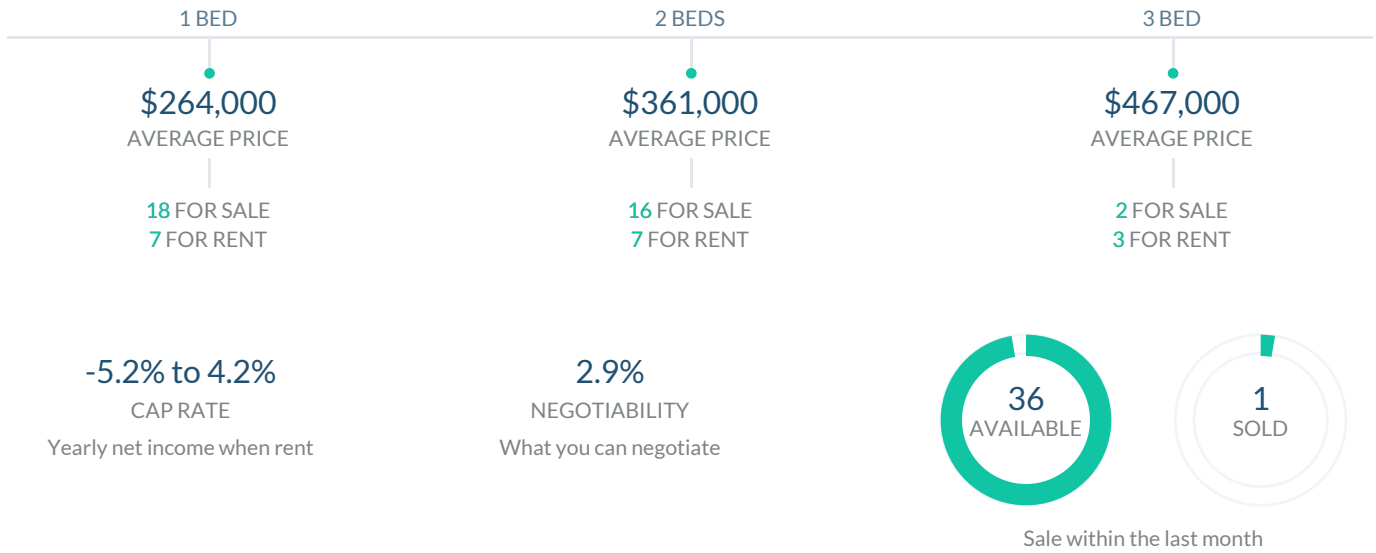 1 BED
2 BEDS
3 BED
$264,000
AVERAGE PRICE
18 FOR SALE
7 FOR RENT
$361,000
AVERAGE PRICE
16 FOR SALE
7 FOR RENT
$467,000
AVERAGE PRICE
2 FOR SALE
3 FOR RENT
-5.2% to 4.2%
CAP RATE
Yearly net income when rent
2.9%
NEGOTIABILITY
What you can negotiate
36
AVAILABLE
1
SOLD
Sale within the last month